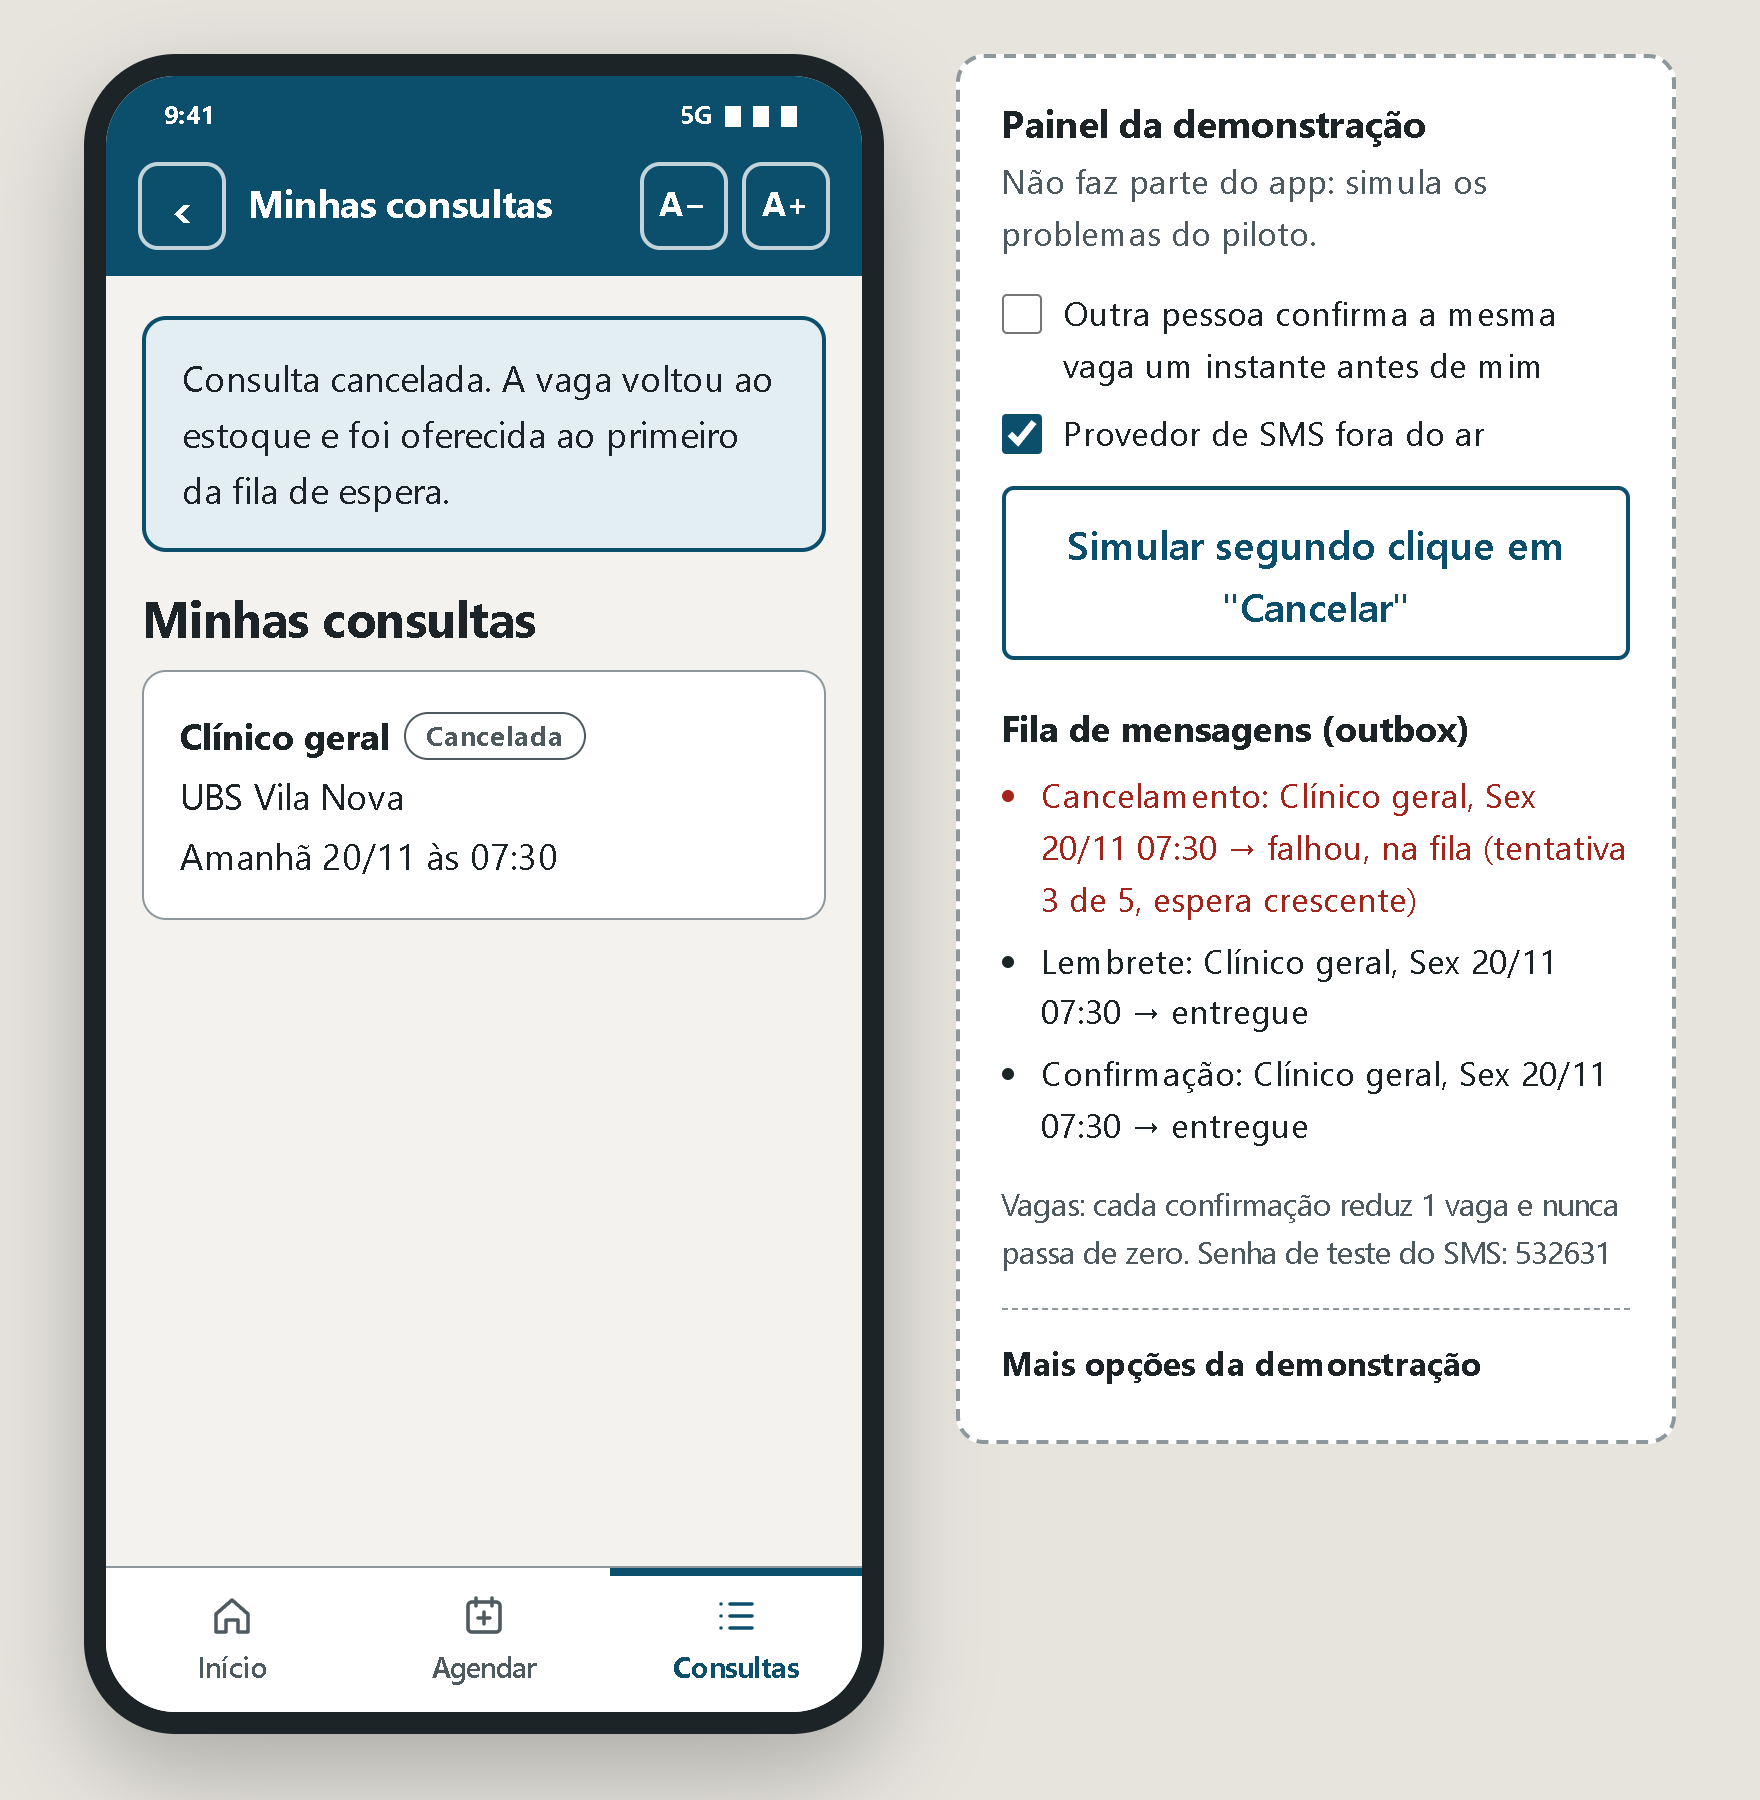 9:41
5G
‹
Minhas consultas
A−
A+
Consulta cancelada. A vaga voltou ao
estoque e foi oferecida ao primeiro
da fila de espera.
Minhas consultas
Clínico geral
Cancelada
UBS Vila Nova
Amanhã 20/11 às 07:30
Início
Agendar
Consultas
Painel da demonstração
Não faz parte do app: simula os
problemas do piloto.
Outra pessoa confirma a mesma
vaga um instante antes de mim
Provedor de SMS fora do ar
Simular segundo clique em
"Cancelar"
Fila de mensagens (outbox)
• Cancelamento: Clínico geral, Sex
20/11 07:30 → falhou, na fila (tentativa
3 de 5, espera crescente)
• Lembrete: Clínico geral, Sex 20/11
07:30 → entregue
• Confirmação: Clínico geral, Sex 20/11
07:30 → entregue
Vagas: cada confirmação reduz 1 vaga e nunca
passa de zero. Senha de teste do SMS: 532631
Mais opções da demonstração